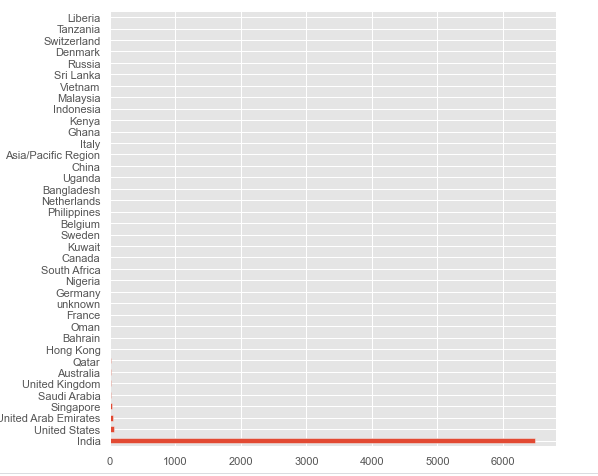 Liberia
Tanzania
Switzerland
Denmark
Russia
Sri Lanka
Vietnam
Malaysia
Indonesia
Kenya
Ghana
Italy
Asia/Pacific Region
China
Uganda
Bangladesh
Netherlands
Philippines
Belgium
Sweden
Kuwait
Canada
South Africa
Nigeria
Germany
unknown
France
Oman
Bahrain
Hong Kong
Qatar
Australia
United Kingdom
Saudi Arabia
Singapore
United Arab Emirates
United States
India
0 1000 2000 3000 4000 5000 6000